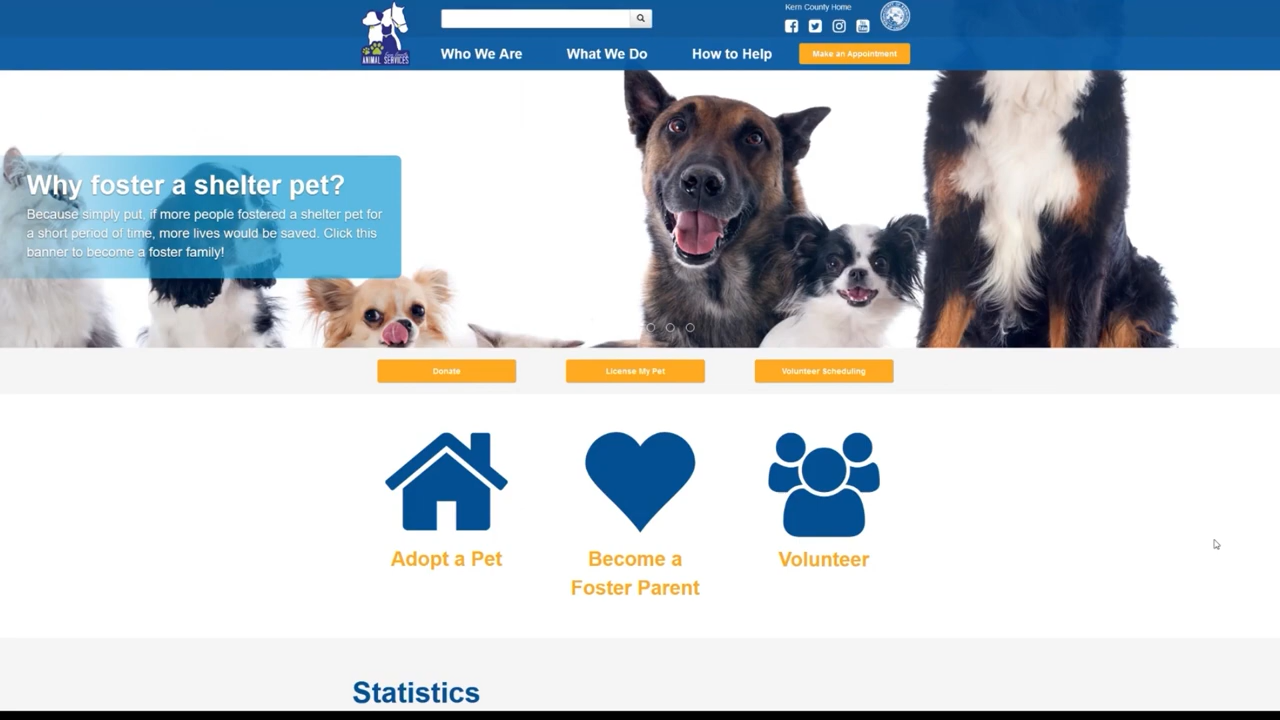 Kern County Home
ANIMAL SERVICES
Who We Are
What We Do
How to Help
Make an Appointment
Why foster a shelter pet?
Because simply put, if more people fostered a shelter pet for
a short period of time, more lives would be saved. Click this
banner to become a foster family!
Donate
License My Pet
Volunteer Scheduling
Adopt a Pet
Become a
Foster Parent
Volunteer
Statistics